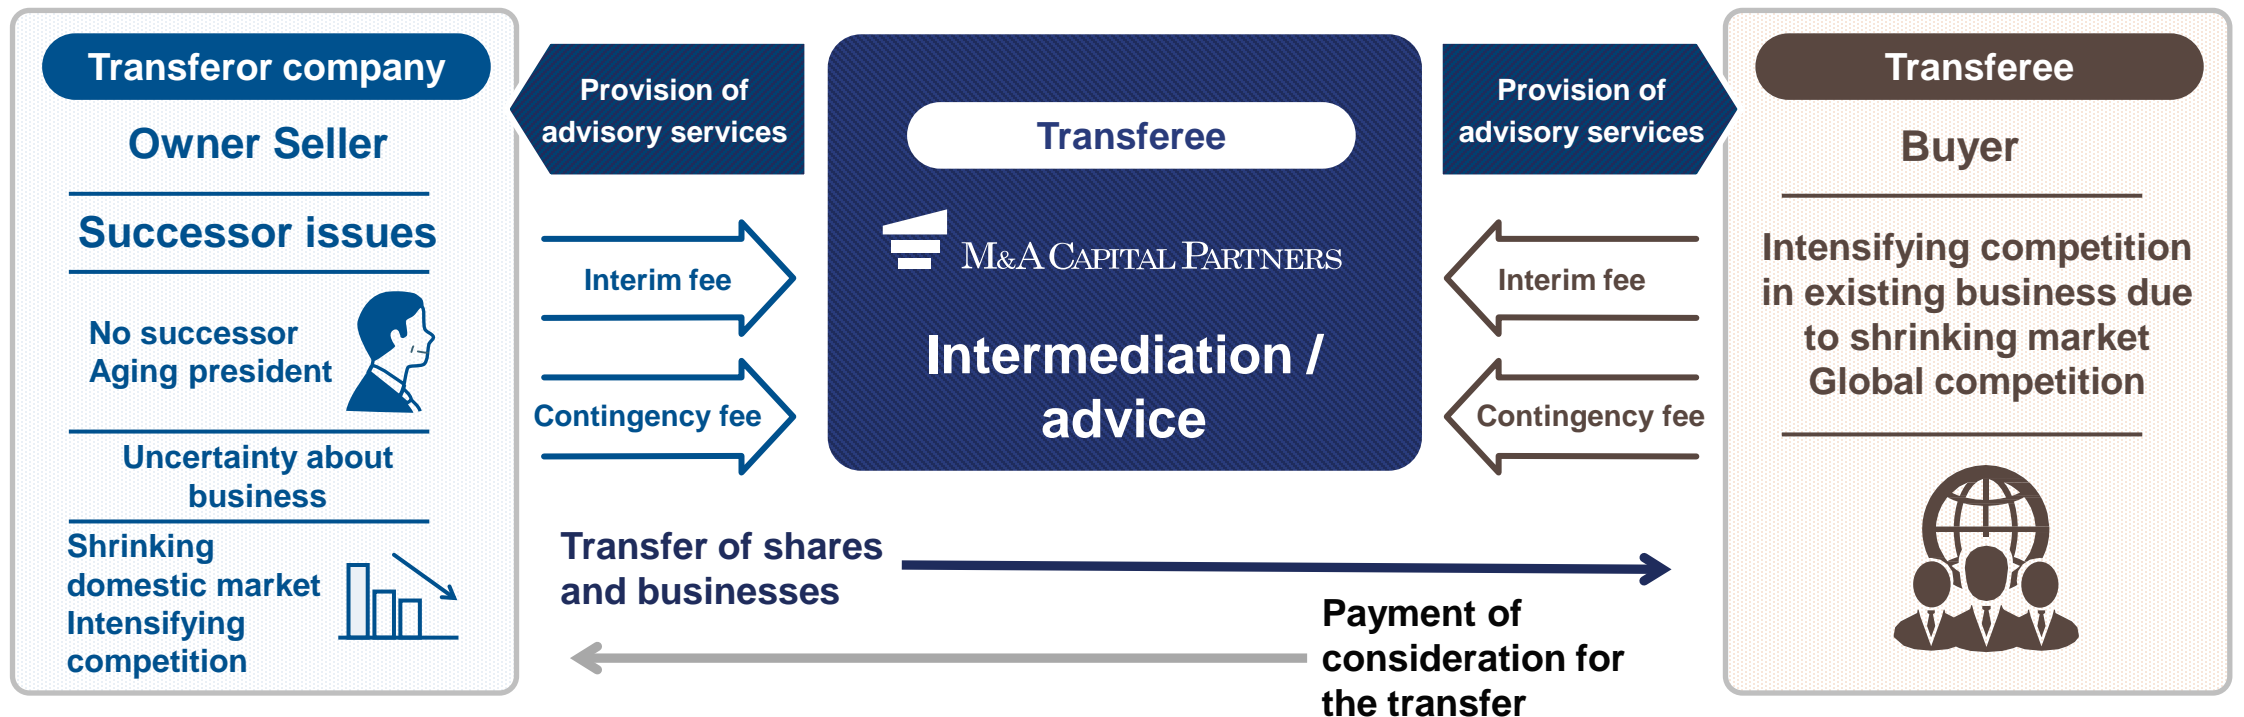 Transferor company
Owner Seller
Successor issues
No successor
Aging president
Uncertainty about
business
Shrinking
domestic market
Intensifying
competition
Provision of
advisory services
Interim fee
Contingency fee
Transferee
M&A CAPITAL PARTNERS
Intermediation /
advice
Provision of
advisory services
Interim fee
Contingency fee
Transferee
Buyer
Intensifying competition
in existing business due
to shrinking market
Global competition
Transfer of shares
and businesses
Payment of
consideration for
the transfer